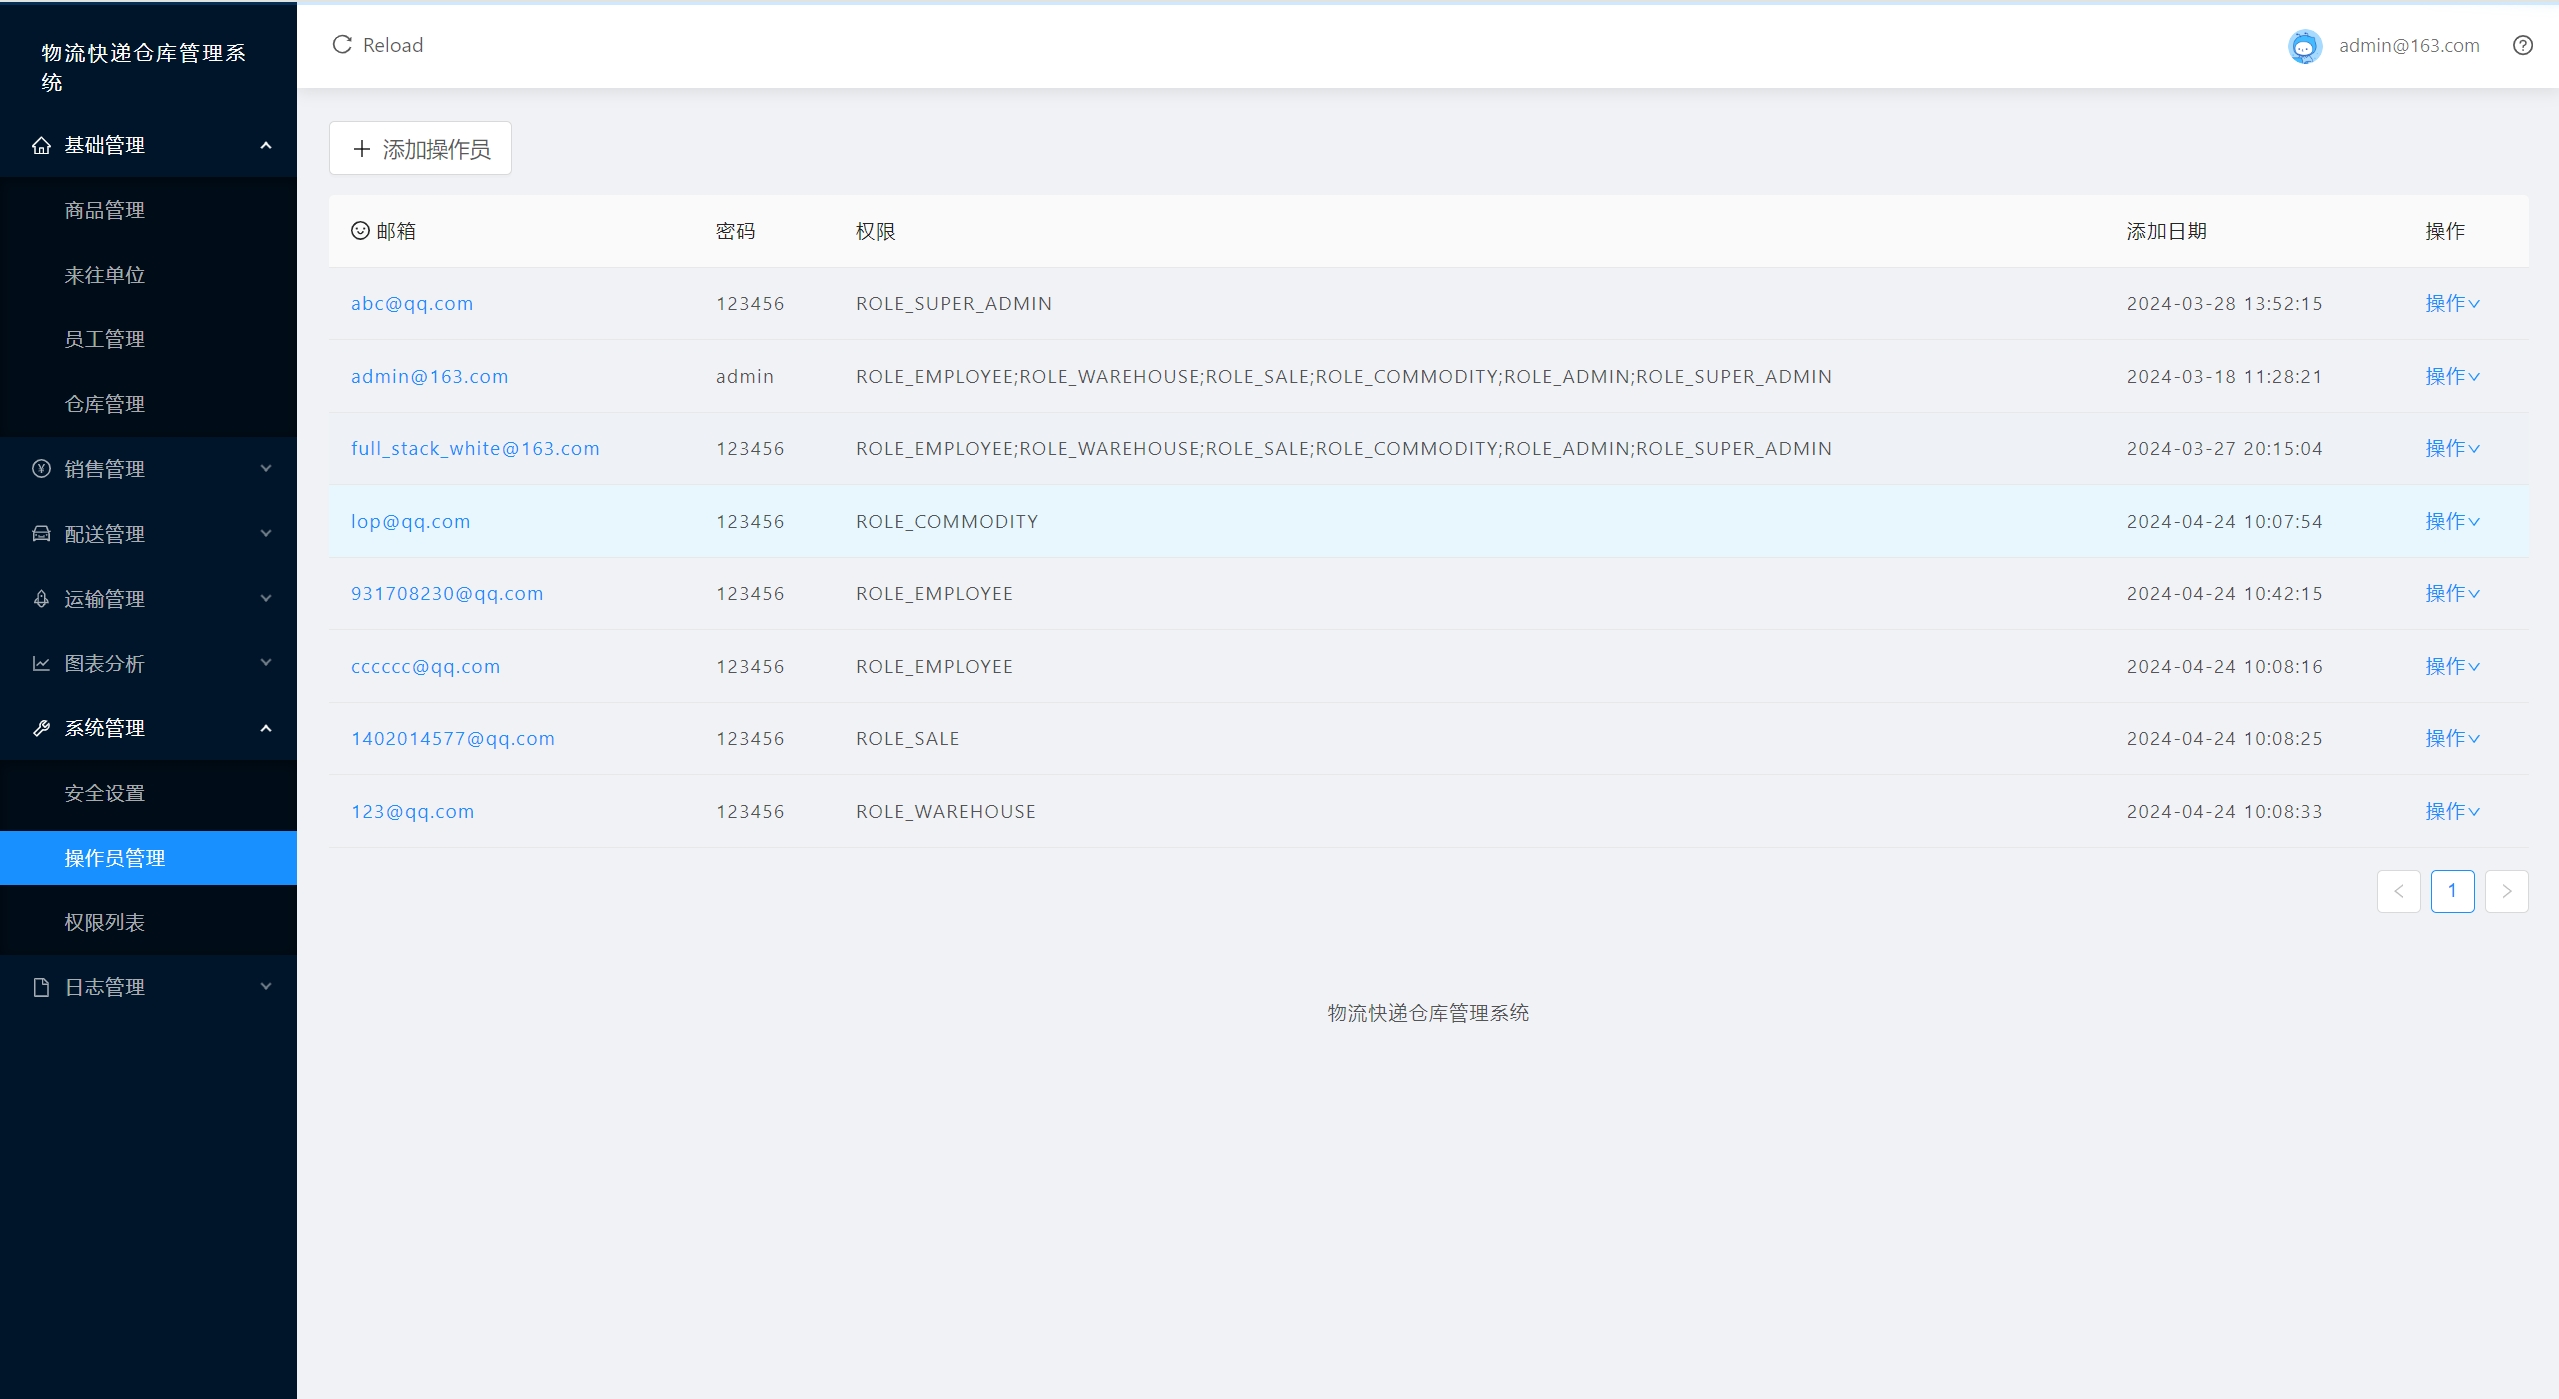 物流快递仓库管理系
统
基础管理
商品管理
来往单位
员工管理
仓库管理
销售管理
配送管理
运输管理
图表分析
系统管理
安全设置
操作员管理
权限列表
日志管理
Reload
admin@163.com
添加操作员
邮箱 密码 权限 添加日期 操作
abc@qq.com 123456 ROLE_SUPER_ADMIN 2024-03-28 13:52:15 操作
admin@163.com admin ROLE_EMPLOYEE;ROLE_WAREHOUSE;ROLE_SALE;ROLE_COMMODITY;ROLE_ADMIN;ROLE_SUPER_ADMIN 2024-03-18 11:28:21 操作
full_stack_white@163.com 123456 ROLE_EMPLOYEE;ROLE_WAREHOUSE;ROLE_SALE;ROLE_COMMODITY;ROLE_ADMIN;ROLE_SUPER_ADMIN 2024-03-27 20:15:04 操作
lop@qq.com 123456 ROLE_COMMODITY 2024-04-24 10:07:54 操作
931708230@qq.com 123456 ROLE_EMPLOYEE 2024-04-24 10:42:15 操作
cccccc@qq.com 123456 ROLE_EMPLOYEE 2024-04-24 10:08:16 操作
1402014577@qq.com 123456 ROLE_SALE 2024-04-24 10:08:25 操作
123@qq.com 123456 ROLE_WAREHOUSE 2024-04-24 10:08:33 操作
1
物流快递仓库管理系统